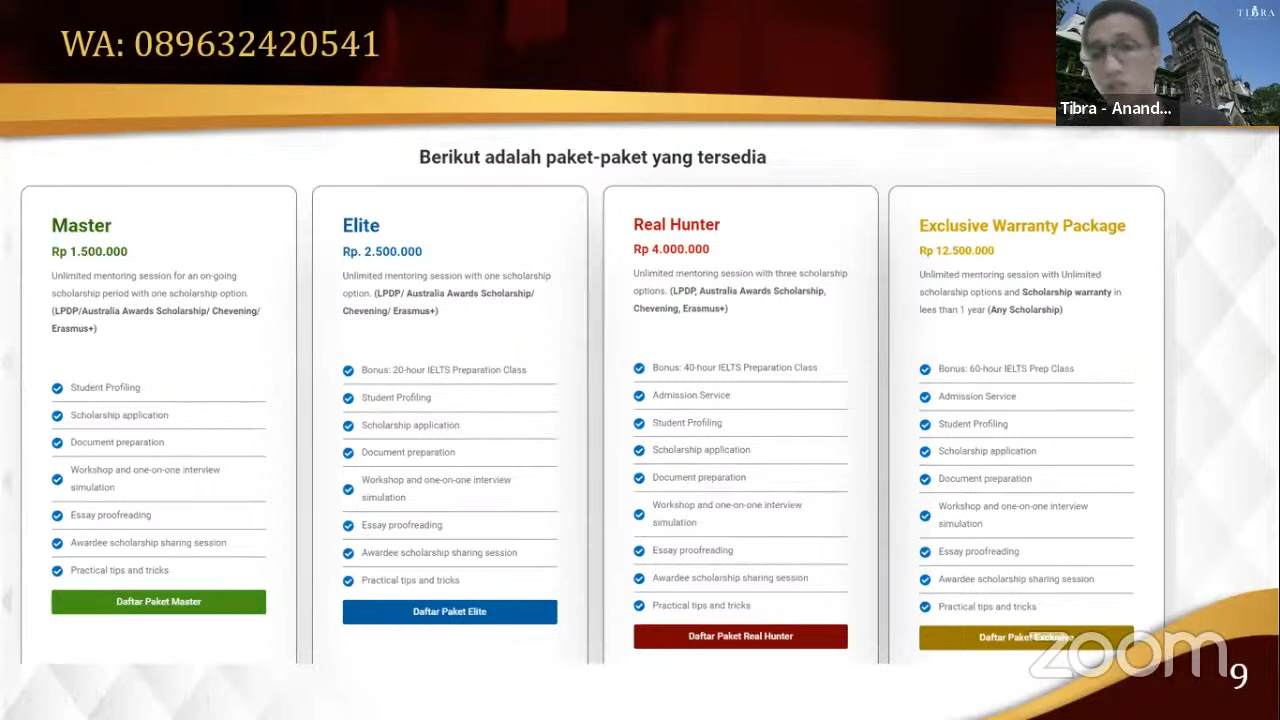 WA: 089632420541
TIBRA
Tibra - Anand...
Berikut adalah paket-paket yang tersedia
Master
Rp 1.500.000
Unlimited mentoring session for an on-going
scholarship period with one scholarship option.
(LPDP/Australia Awards Scholarship/ Chevening/
Erasmus+)
Student Profiling
Scholarship application
Document preparation
Workshop and one-on-one interview
simulation
Essay proofreading
Awardee scholarship sharing session
Practical tips and tricks
Daftar Paket Master
Elite
Rp. 2.500.000
Unlimited mentoring session with one scholarship
option. (LPDP/ Australia Awards Scholarship/
Chevening/ Erasmus+)
Bonus: 20-hour IELTS Preparation Class
Student Profiling
Scholarship application
Document preparation
Workshop and one-on-one interview
simulation
Essay proofreading
Awardee scholarship sharing session
Practical tips and tricks
Daftar Paket Elite
Real Hunter
Rp 4.000.000
Unlimited mentoring session with three scholarship
options. (LPDP, Australia Awards Scholarship,
Chevening, Erasmus+)
Bonus: 40-hour IELTS Preparation Class
Admission Service
Student Profiling
Scholarship application
Document preparation
Workshop and one-on-one interview
simulation
Essay proofreading
Awardee scholarship sharing session
Practical tips and tricks
Daftar Paket Real Hunter
Exclusive Warranty Package
Rp 12.500.000
Unlimited mentoring session with Unlimited
scholarship options and Scholarship warranty in
lees than 1 year (Any Scholarship)
Bonus: 60-hour IELTS Prep Class
Admission Service
Student Profiling
Scholarship application
Document preparation
Workshop and one-on-one interview
simulation
Essay proofreading
Awardee scholarship sharing session
Practical tips and tricks
Daftar Paket Exclusive
zoom
9